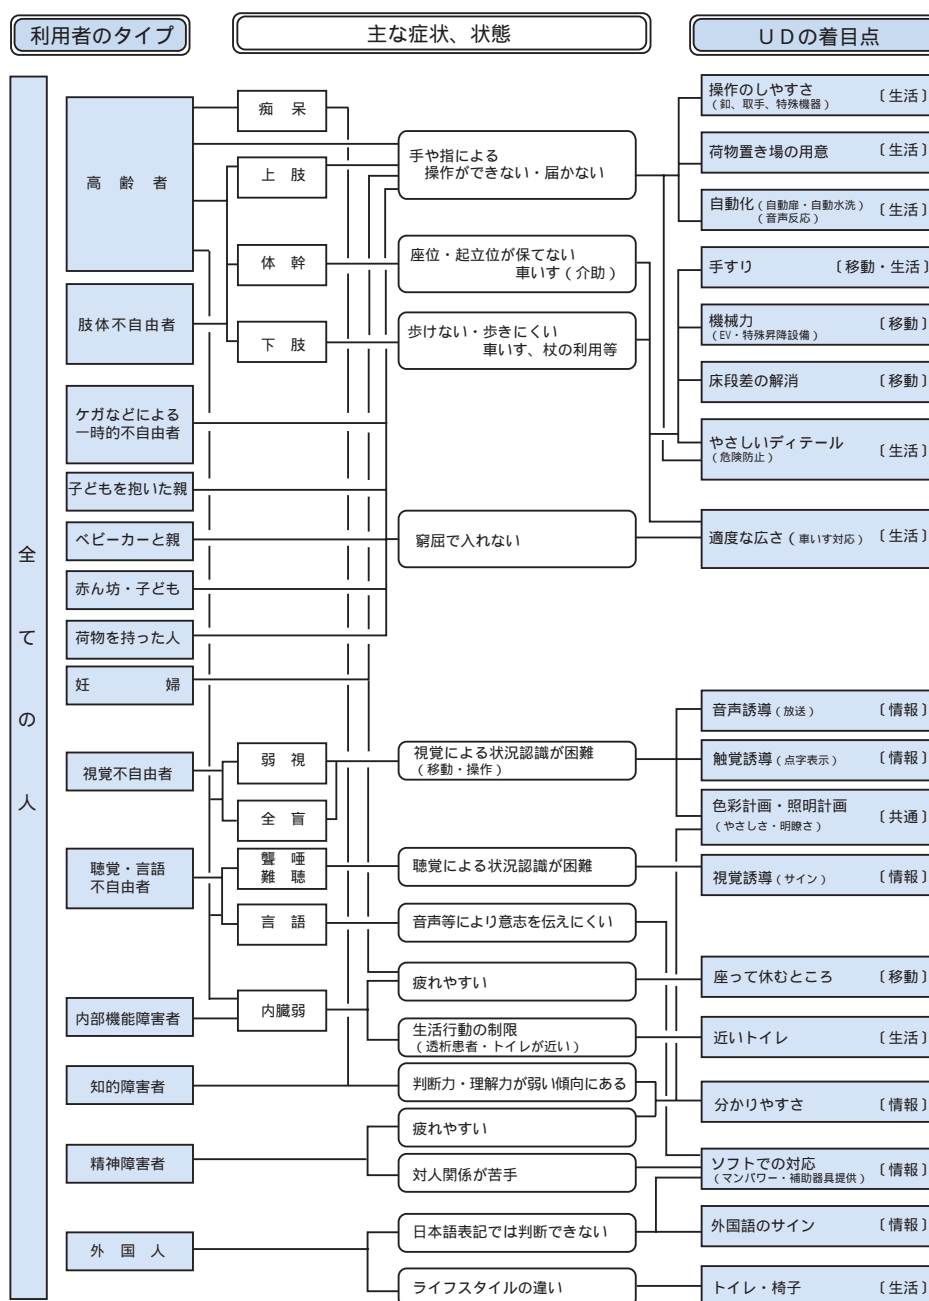 利用者のタイプ
主な症状、状態
UDの着目点
全ての人
高齢者
肢体不自由者
ケガなどによる
一時的不自由者
子どもを抱いた親
ベビーカーと親
赤ん坊・子ども
荷物を持った人
妊婦
視覚不自由者
聴覚・言語
不自由者
内部機能障害者
知的障害者
精神障害者
外国人
痴呆
上肢
体幹
下肢
弱視
全盲
聾唖
難聴
言語
内臓弱
手や指による
操作ができない・届かない
座位・起立位が保てない
車いす(介助)
歩けない・歩きにくい
車いす、杖の利用等
窮屈で入れない
視覚による状況認識が困難
(移動・操作)
聴覚による状況認識が困難
音声等により意志を伝えにくい
疲れやすい
生活行動の制限
(透析患者・トイレが近い)
判断力・理解力が弱い傾向にある
疲れやすい
対人関係が苦手
日本語表記では判断できない
ライフスタイルの違い
操作のしやすさ 〔生活〕
(釦、取手、特殊機器)
荷物置き場の用意 〔生活〕
自動化(自動扉・自動水洗) 〔生活〕
(音声反応)
手すり 〔移動・生活〕
機械力 〔移動〕
(EV・特殊昇降設備)
床段差の解消 〔移動〕
やさしいディテール 〔生活〕
(危険防止)
適度な広さ(車いす対応) 〔生活〕
音声誘導(放送) 〔情報〕
触覚誘導(点字表示) 〔情報〕
色彩計画・照明計画 〔共通〕
(やさしさ・明瞭さ)
視覚誘導(サイン) 〔情報〕
座って休むところ 〔移動〕
近いトイレ 〔生活〕
分かりやすさ 〔情報〕
ソフトでの対応 〔情報〕
(マンパワー・補助器具提供)
外国語のサイン 〔情報〕
トイレ・椅子 〔生活〕